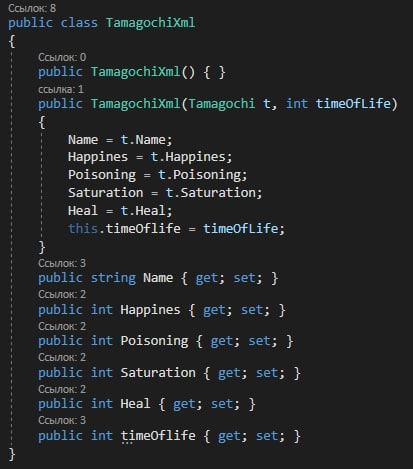 Ссылок: 8
public class TamagochiXml
{
Ссылок: 0
public TamagochiXml() { }
ссылка: 1
public TamagochiXml(Tamagochi t, int timeOfLife)
{
Name = t.Name;
Happines = t.Happines;
Poisoning = t.Poisoning;
Saturation = t.Saturation;
Heal = t.Heal;
this.timeOflife = timeOfLife;
}
Ссылок: 3
public string Name { get; set; }
Ссылок: 2
public int Happines { get; set; }
Ссылок: 2
public int Poisoning { get; set; }
Ссылок: 2
public int Saturation { get; set; }
Ссылок: 2
public int Heal { get; set; }
Ссылок: 3
public int timeOflife { get; set; }
}